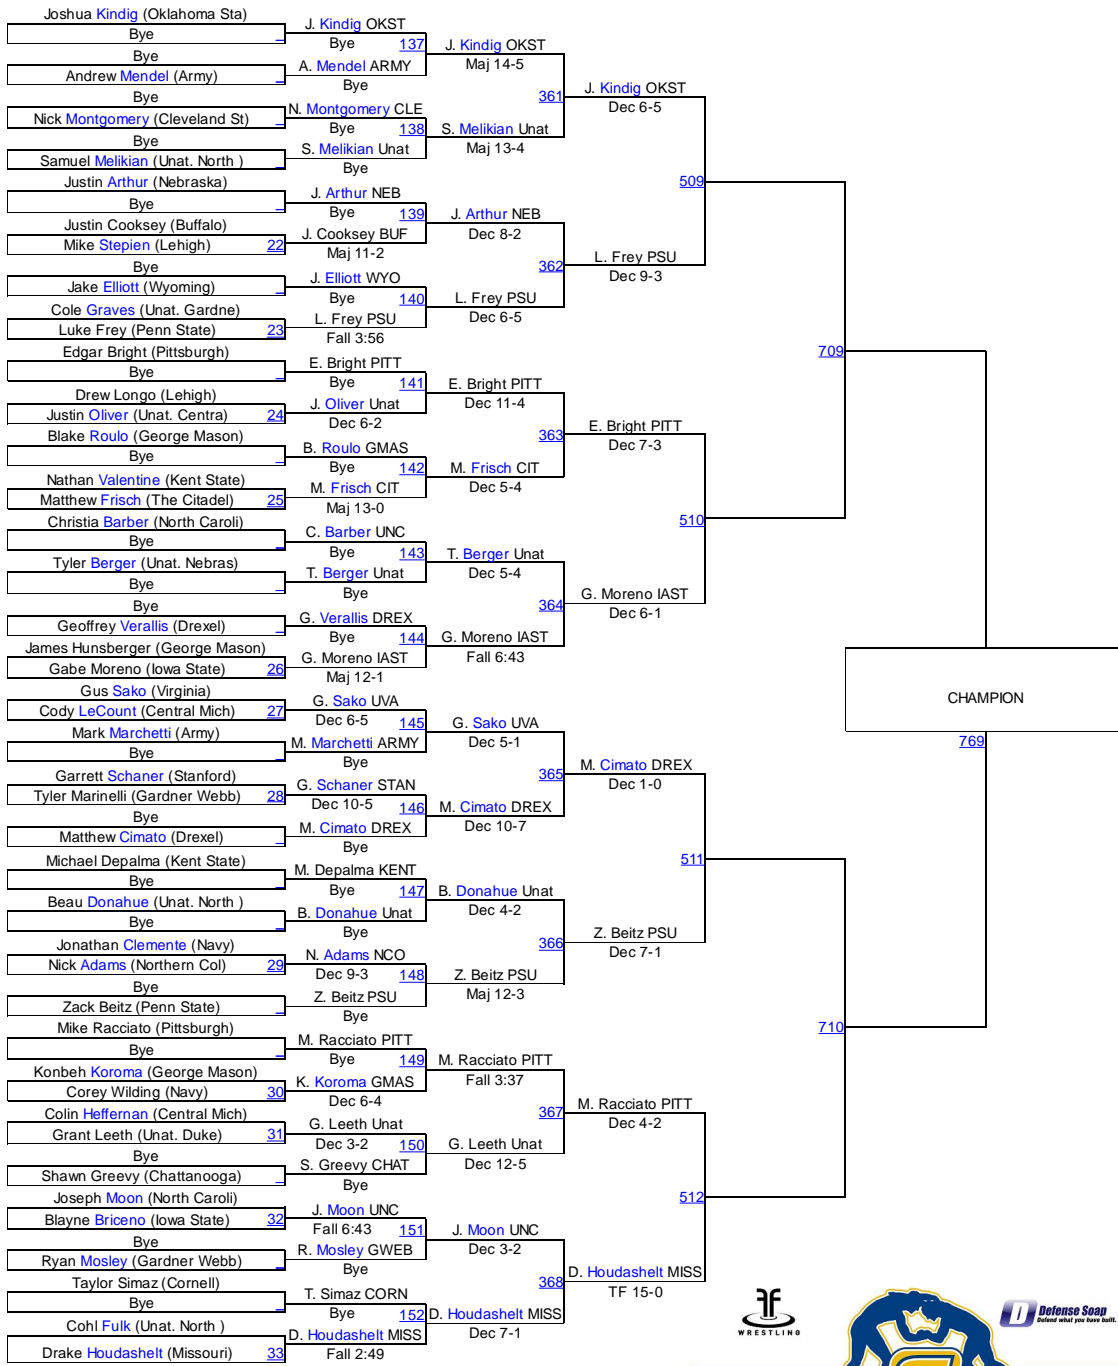 Joshua Kindig (Oklahoma Sta)
Bye
Bye
Andrew Mendel (Army)
Bye
Nick Montgomery (Cleveland St)
Bye
Samuel Melikian (Unat. North )
Justin Arthur (Nebraska)
Bye
Justin Cooksey (Buffalo)
Mike Stepien (Lehigh) 22
Bye
Jake Elliott (Wyoming)
Cole Graves (Unat. Gardne)
Luke Frey (Penn State) 23
Edgar Bright (Pittsburgh)
Bye
Drew Longo (Lehigh)
Justin Oliver (Unat. Centra) 24
Blake Roulo (George Mason)
Bye
Nathan Valentine (Kent State)
Matthew Frisch (The Citadel) 25
Christia Barber (North Caroli)
Bye
Tyler Berger (Unat. Nebras)
Bye
Bye
Geoffrey Verallis (Drexel)
James Hunsberger (George Mason)
Gabe Moreno (Iowa State) 26
Gus Sako (Virginia)
Cody LeCount (Central Mich) 27
Mark Marchetti (Army)
Bye
Garrett Schaner (Stanford)
Tyler Marinelli (Gardner Webb) 28
Bye
Matthew Cimato (Drexel)
Michael Depalma (Kent State)
Bye
Beau Donahue (Unat. North )
Bye
Jonathan Clemente (Navy)
Nick Adams (Northern Col) 29
Bye
Zack Beitz (Penn State)
Mike Racciato (Pittsburgh)
Bye
Konbeh Koroma (George Mason)
Corey Wilding (Navy) 30
Colin Heffernan (Central Mich)
Grant Leeth (Unat. Duke) 31
Bye
Shawn Greevy (Chattanooga)
Joseph Moon (North Caroli)
Blayne Briceno (Iowa State) 32
Bye
Ryan Mosley (Gardner Webb)
Taylor Simaz (Cornell)
Bye
Cohl Fulk (Unat. North )
Drake Houdashelt (Missouri) 33
J. Kindig OKST
Bye 137
A. Mendel ARMY
Bye
N. Montgomery CLE
Bye 138
S. Melikian Unat
Bye
J. Arthur NEB
Bye 139
J. Cooksey BUF
Maj 11-2
J. Elliott WYO
Bye 140
L. Frey PSU
Fall 3:56
E. Bright PITT
Bye 141
J. Oliver Unat
Dec 6-2
B. Roulo GMAS
Bye 142
M. Frisch CIT
Maj 13-0
C. Barber UNC
Bye 143
T. Berger Unat
Bye
G. Verallis DREX
Bye 144
G. Moreno IAST
Maj 12-1
G. Sako UVA
Dec 6-5 145
M. Marchetti ARMY
Bye
G. Schaner STAN
Dec 10-5 146
M. Cimato DREX
Bye
M. Depalma KENT
Bye 147
B. Donahue Unat
Bye
N. Adams NCO
Dec 9-3 148
Z. Beitz PSU
Bye
M. Racciato PITT
Bye 149
K. Koroma GMAS
Dec 6-4
G. Leeth Unat
Dec 3-2 150
S. Greevy CHAT
Bye
J. Moon UNC
Fall 6:43 151
R. Mosley GWEB
Bye
T. Simaz CORN
Bye 152
D. Houdashelt MISS
Fall 2:49
J. Kindig OKST
Maj 14-5
361
S. Melikian Unat
Maj 13-4
J. Arthur NEB
Dec 8-2
362
L. Frey PSU
Dec 6-5
E. Bright PITT
Dec 11-4
363
M. Frisch CIT
Dec 5-4
T. Berger Unat
Dec 5-4
364
G. Moreno IAST
Fall 6:43
G. Sako UVA
Dec 5-1
365
M. Cimato DREX
Dec 10-7
B. Donahue Unat
Dec 4-2
366
Z. Beitz PSU
Maj 12-3
M. Racciato PITT
Fall 3:37
367
G. Leeth Unat
Dec 12-5
J. Moon UNC
Dec 3-2
368
D. Houdashelt MISS
Dec 7-1
J. Kindig OKST
Dec 6-5
509
L. Frey PSU
Dec 9-3
E. Bright PITT
Dec 7-3
510
G. Moreno IAST
Dec 6-1
M. Cimato DREX
Dec 1-0
511
Z. Beitz PSU
Dec 7-1
M. Racciato PITT
Dec 4-2
512
D. Houdashelt MISS
TF 15-0
709
710
CHAMPION
769
WRESTLING
D Defense Soap
Defend what you have built.